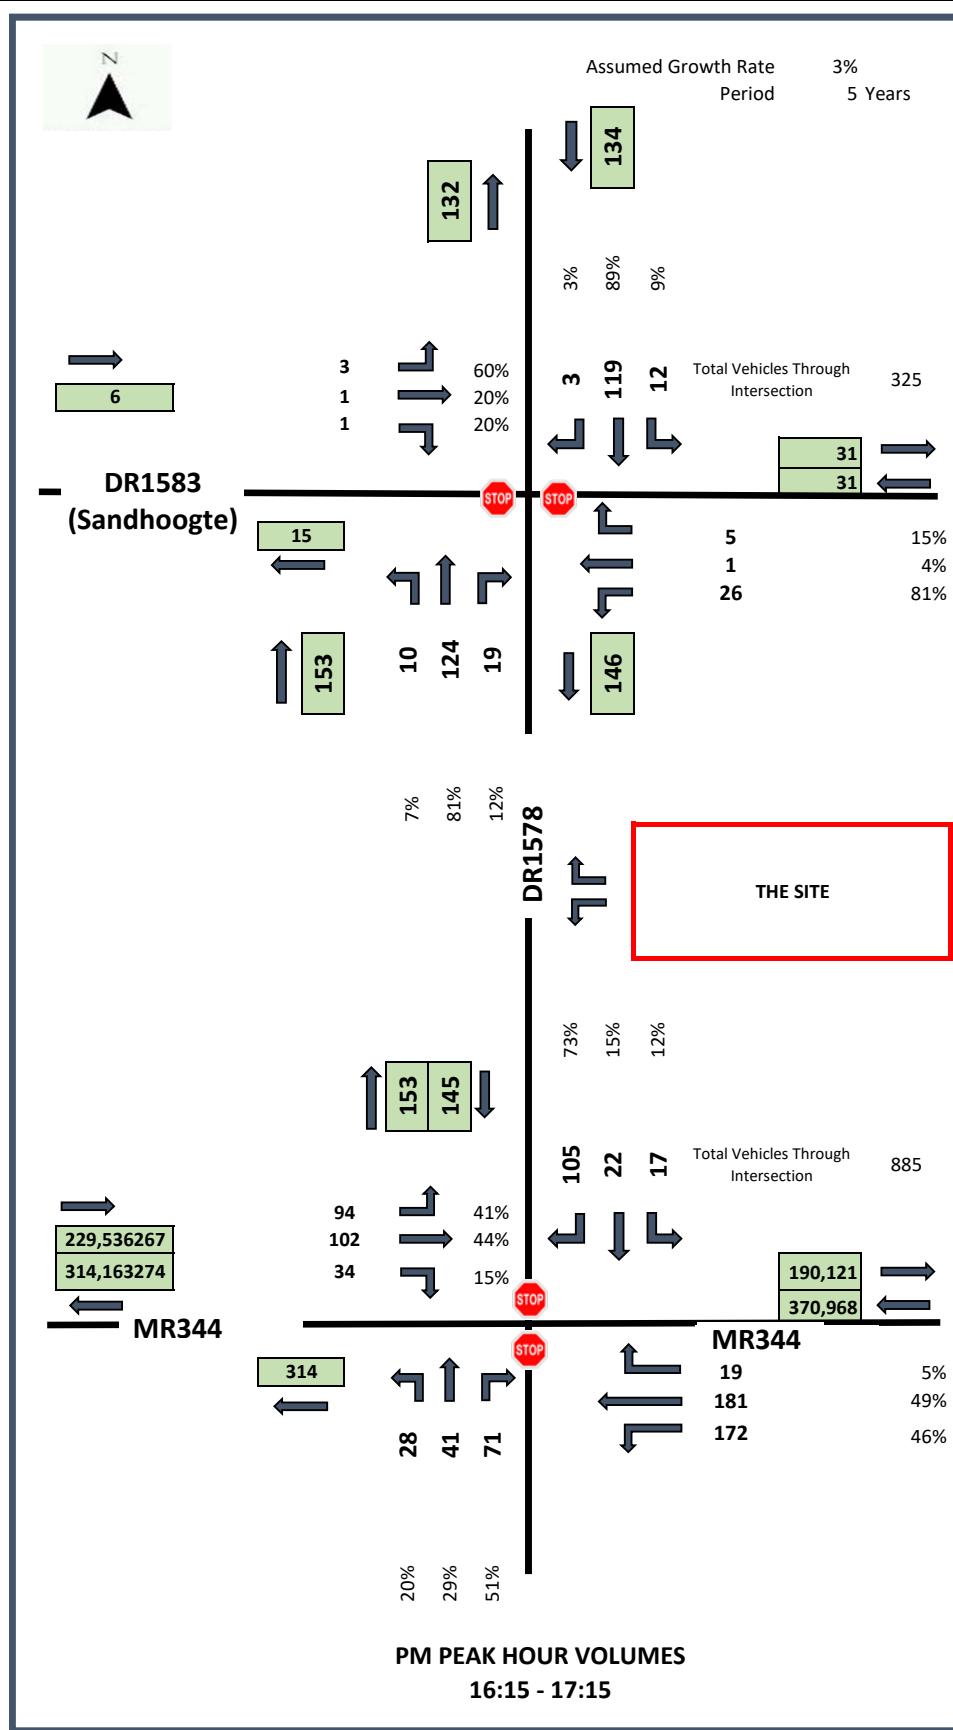 N
Assumed Growth Rate 3%
Period 5 Years
134
132
3% 89% 9%
3 119 12
Total Vehicles Through
Intersection
325
6
3 60%
1 20%
1 20%
31
31
DR1583
(Sandhoogte)
STOP STOP
15
5 15%
1 4%
26 81%
10 124 19
153
146
7% 81% 12%
DR1578
THE SITE
73% 15% 12%
153 145
105 22 17
Total Vehicles Through
Intersection
885
94 41%
102 44%
34 15%
229,536267
314,163274
190,121
370,968
STOP
MR344
STOP
MR344
314
19 5%
181 49%
172 46%
28 41 71
20% 29% 51%
PM PEAK HOUR VOLUMES
16:15 - 17:15